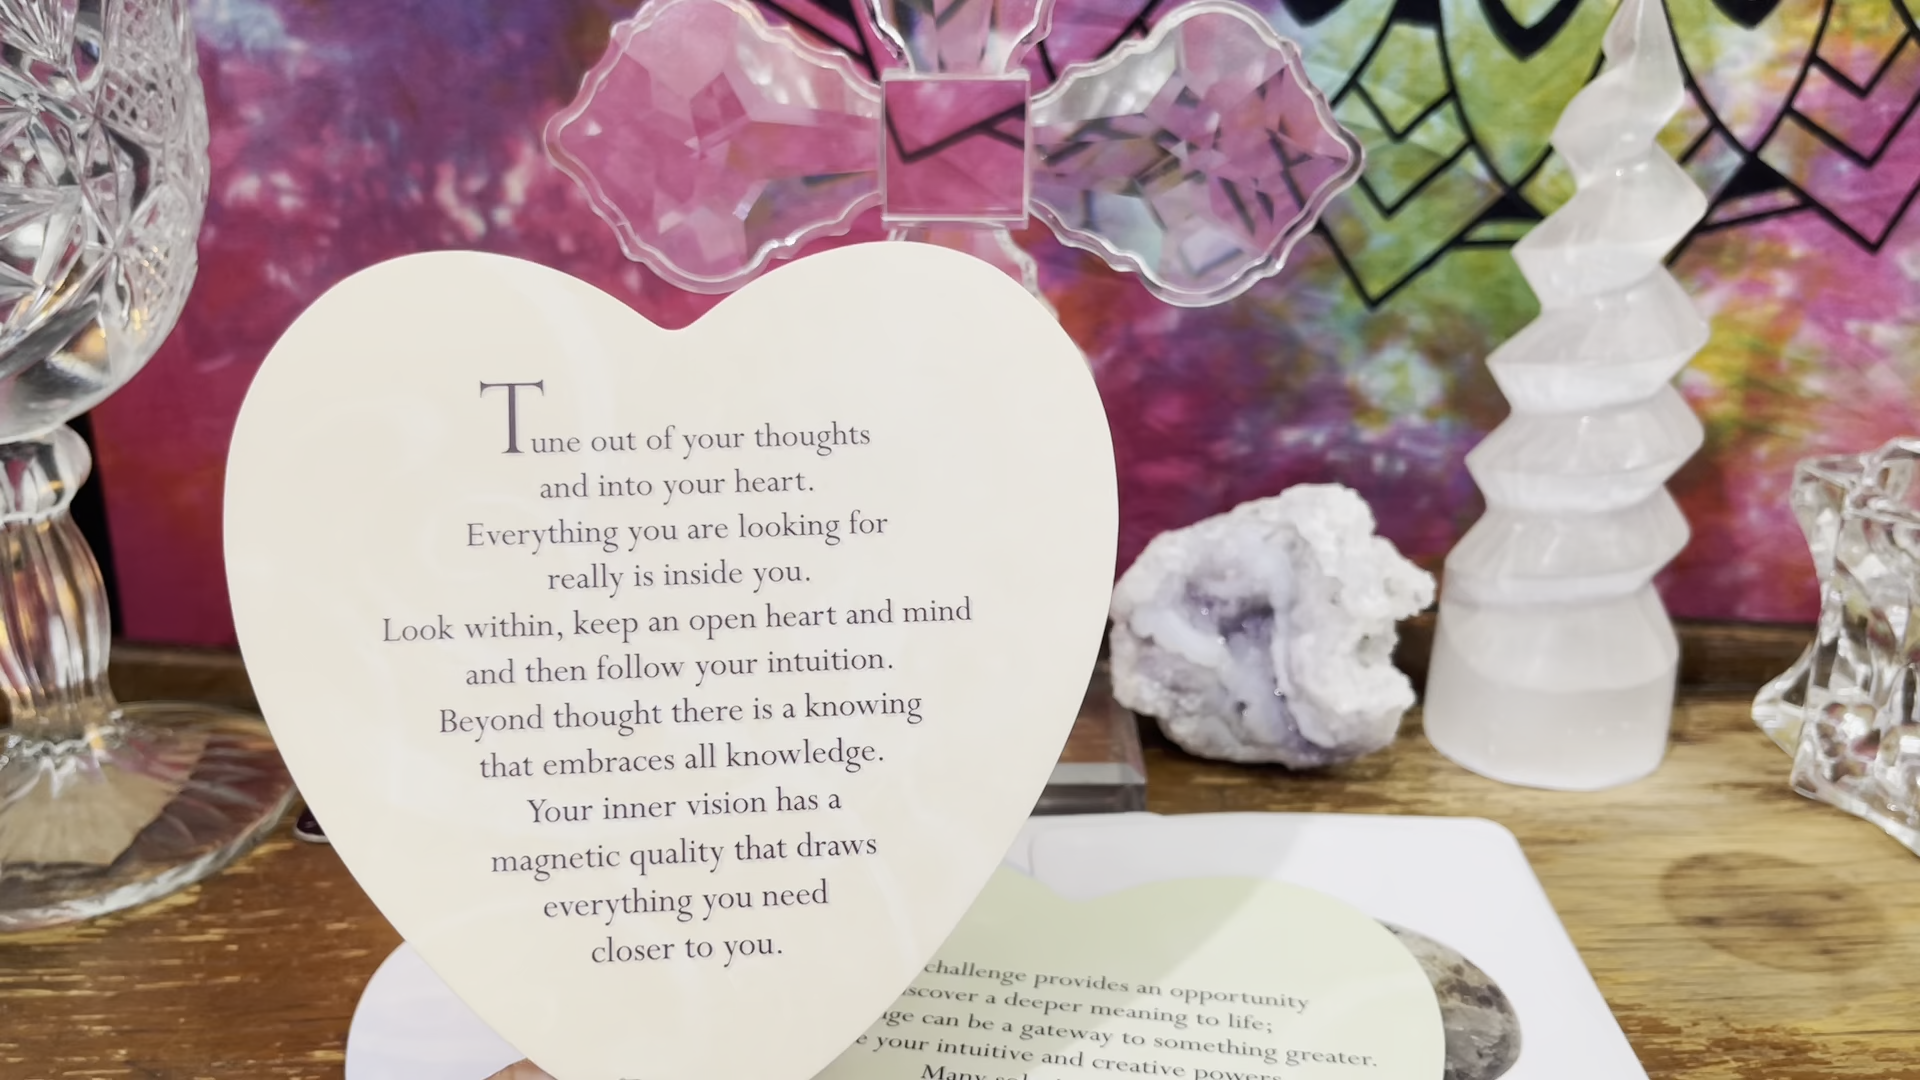 Tune out of your thoughts
and into your heart.
Everything you are looking for
really is inside you.
Look within, keep an open heart and mind
and then follow your intuition.
Beyond thought there is a knowing
that embraces all knowledge.
Your inner vision has a
magnetic quality that draws
everything you need
closer to you.
challenge provides an opportunity
a deeper meaning to life;
can be a gateway to something greater.
your intuitive and creative powers
Many